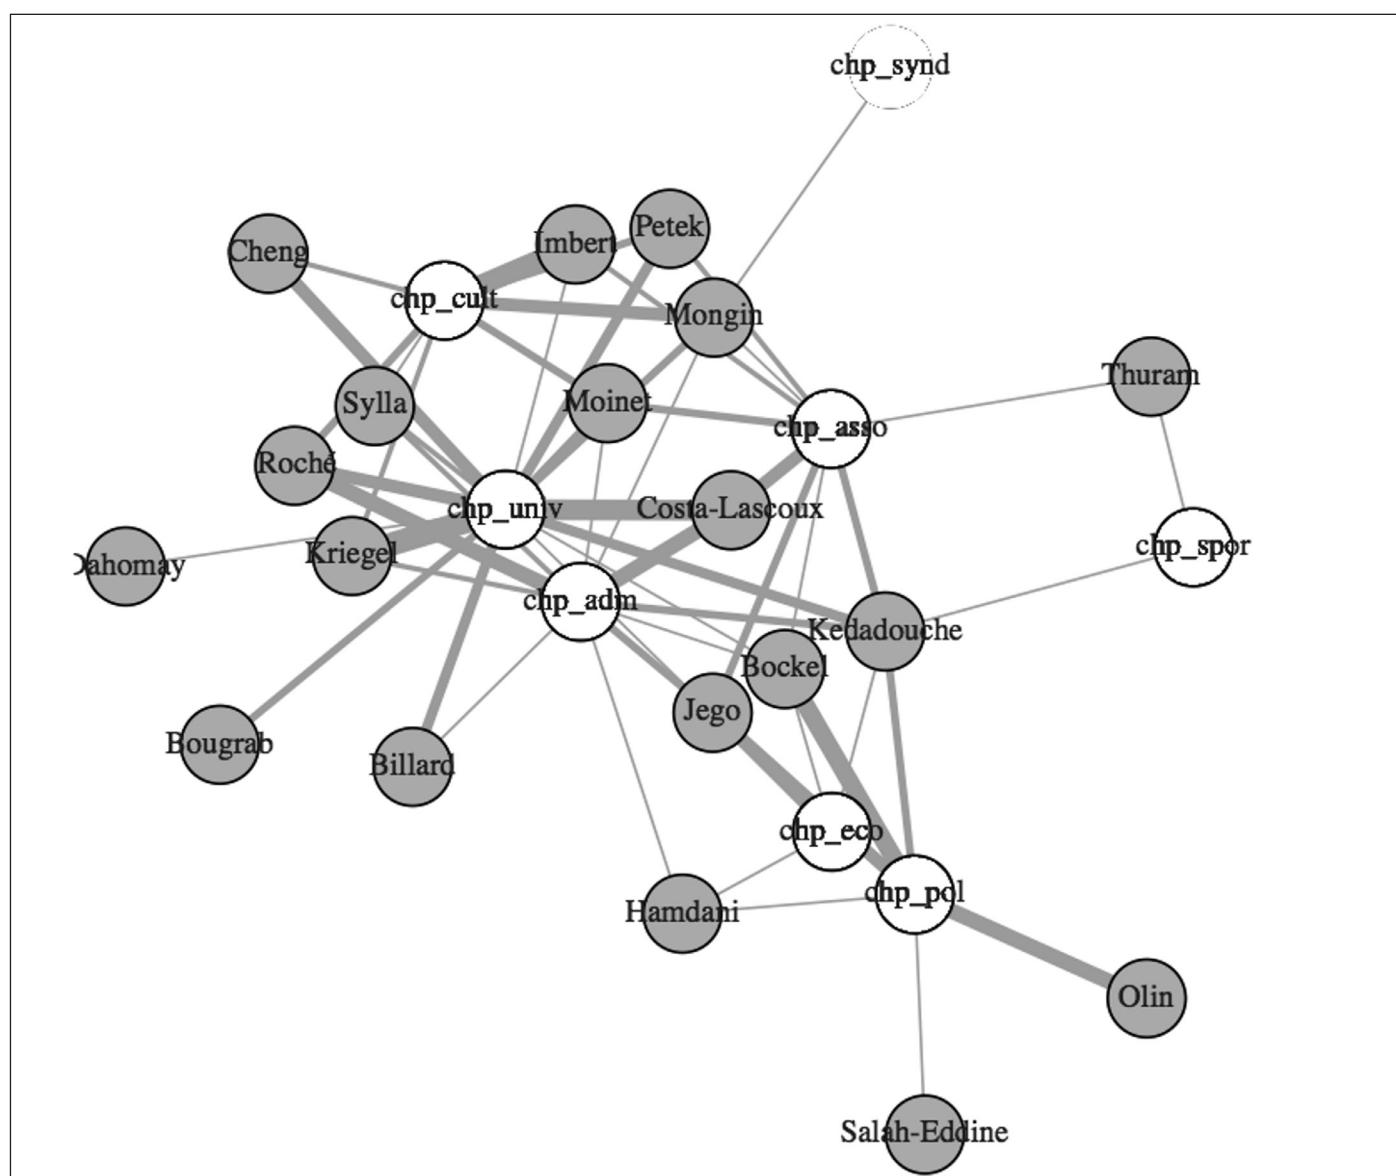 chp_synd
Petek
Imbert
Cheng
chp_cult
Mongin
Thuram
Sylla
Moinet
chp_asso
Roché
chp_univ
Costa-Lascoux
chp_spor
Kriegel
Dahomay
chp_adm
Kedadouche
Bockel
Jego
Bougrab
Billard
chp_eco
chp_pol
Hamdani
Olin
Salah-Eddine